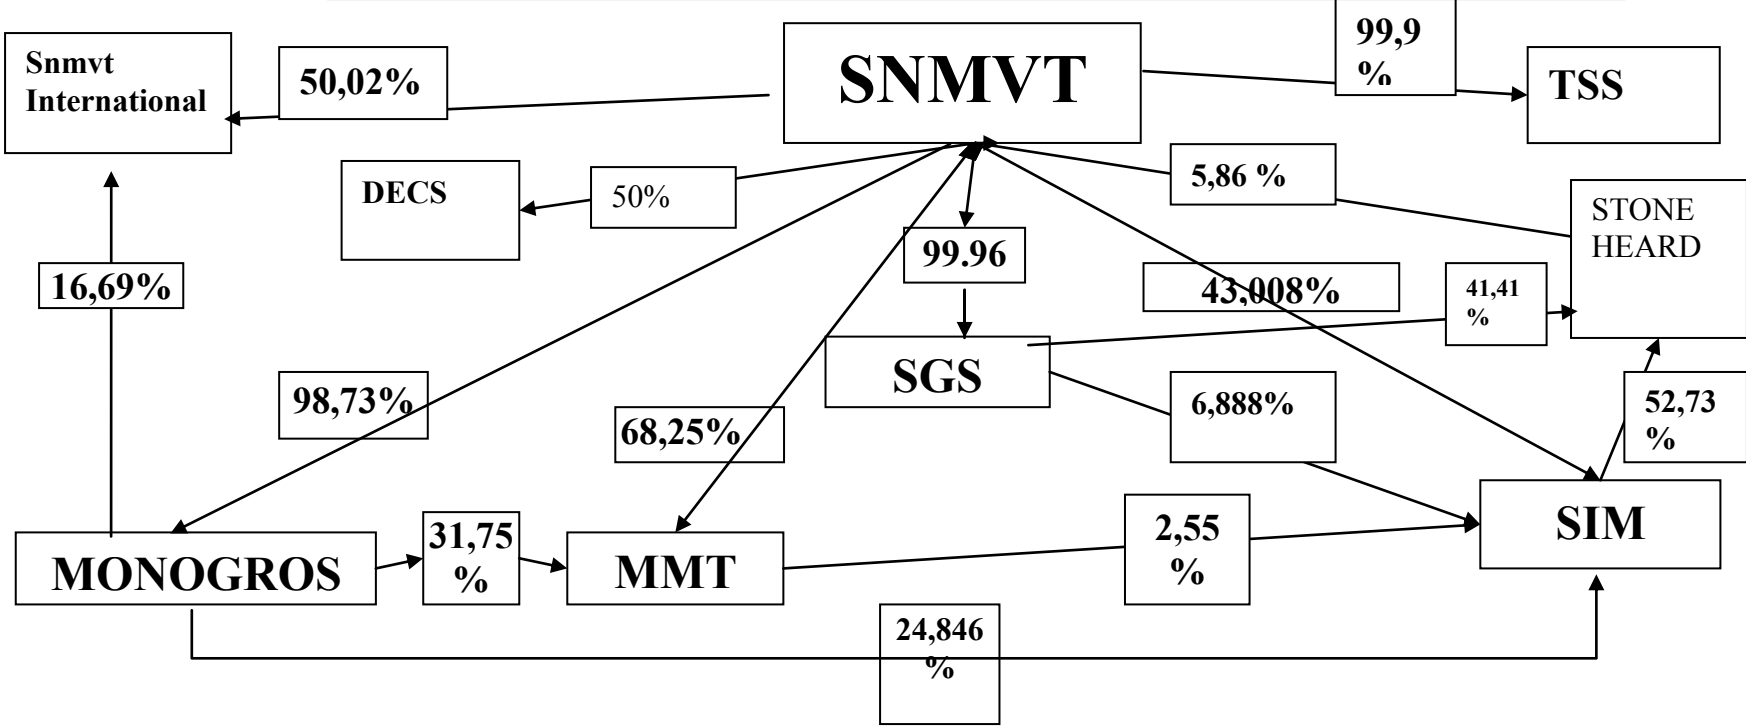 Snmvt
International
50,02%
SNMVT
99,9
%
TSS
DECS
50%
5,86 %
STONE
HEARD
16,69%
99.96
43,008%
41,41
%
SGS
98,73%
68,25%
6,888%
52,73
%
MONOGROS
31,75
%
MMT
2,55
%
SIM
24,846
%